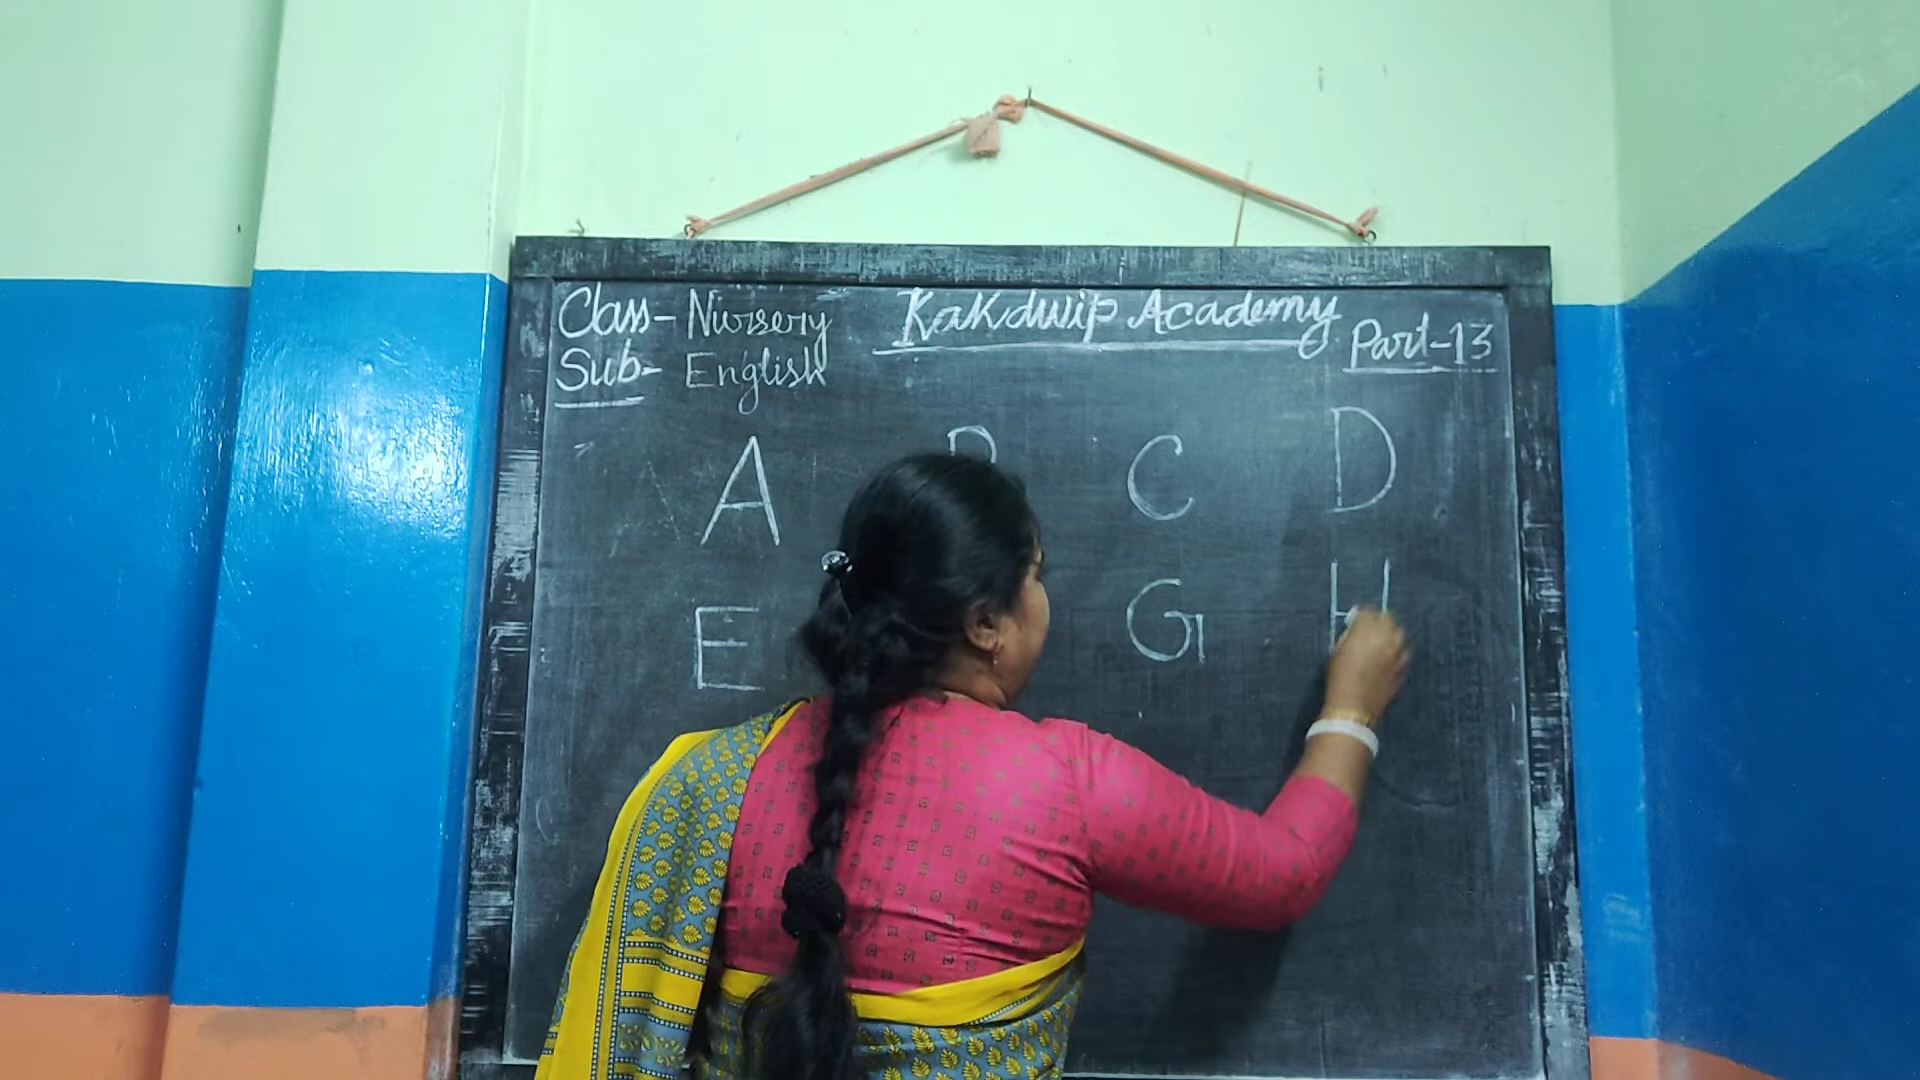 Class- Nursery Kakdwip Academy Part-13
Sub- English
A B C D
E G H